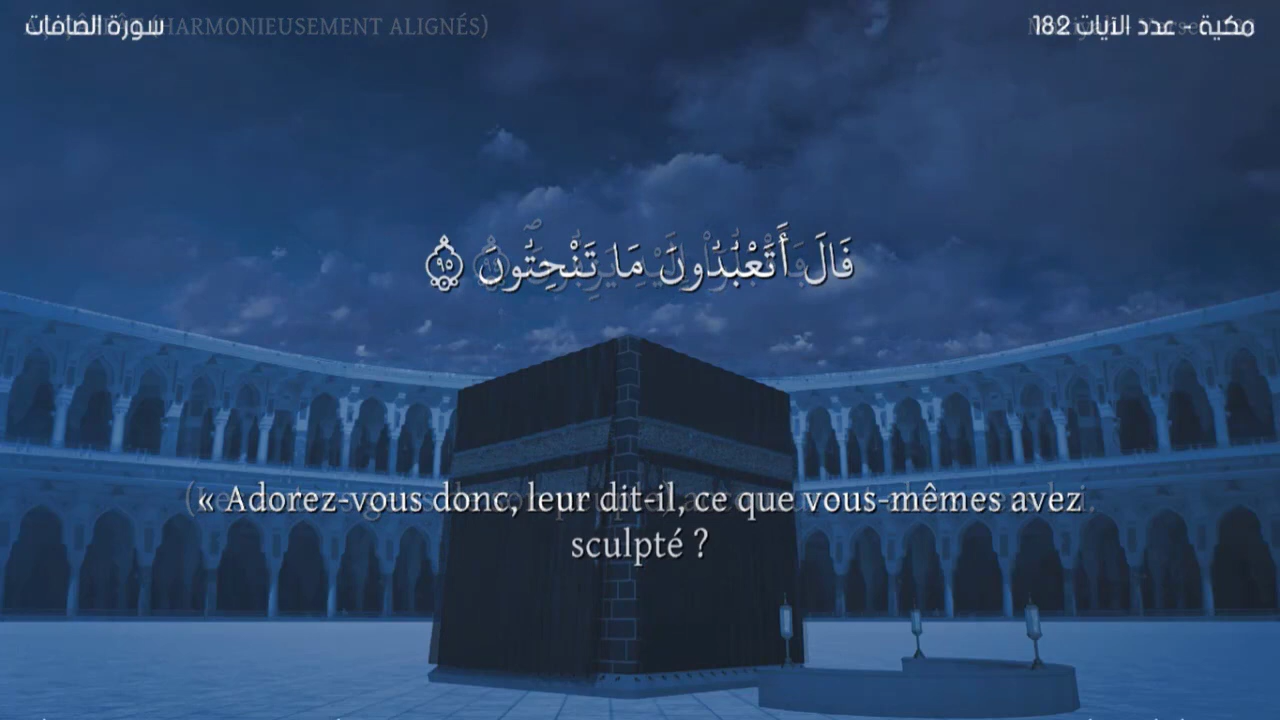 سورة الصافات
(HARMONIEUSEMENT ALIGNÉS)
مكية - عدد الآيات 182
قَالَ أَتَعْبُدُونَ مَا تَنْحِتُونَ ٩٥
« Adorez-vous donc, leur dit-il, ce que vous-mêmes avez
sculpté ?